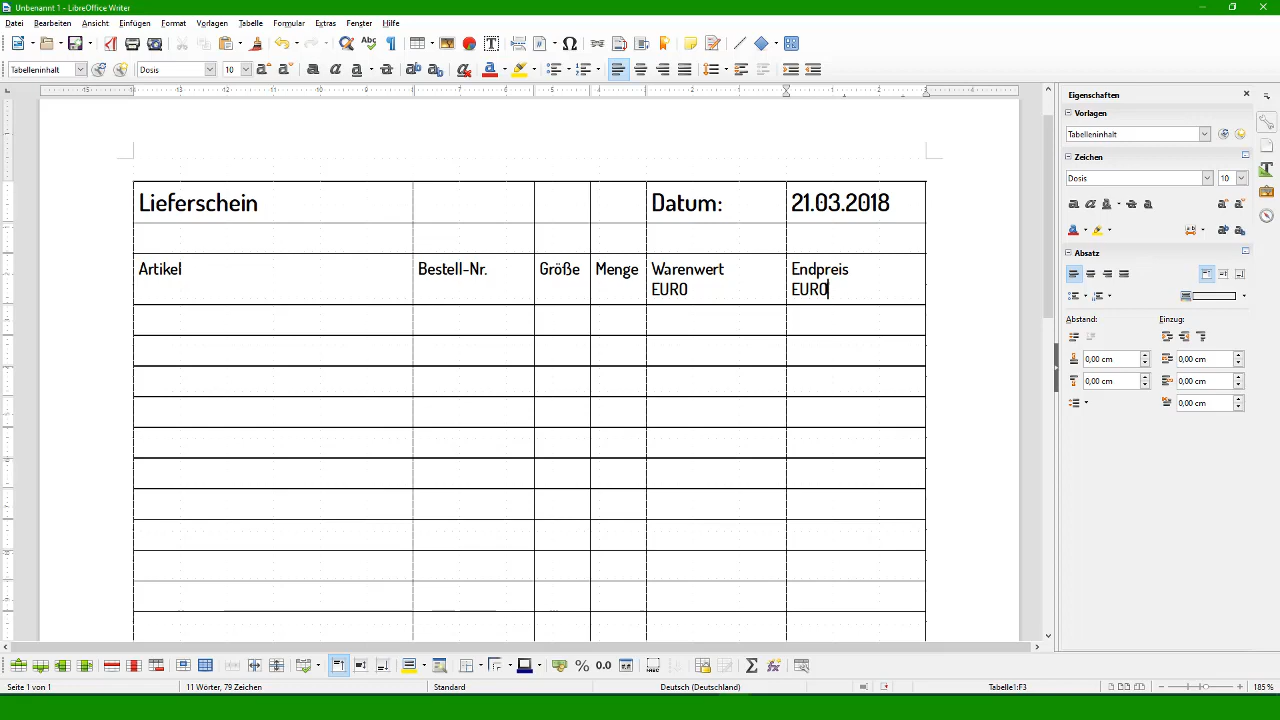 Unbenannt 1 - LibreOffice Writer
Datei Bearbeiten Ansicht Einfügen Format Vorlagen Tabelle Formular Extras Fenster Hilfe
Tabelleninhalt Dosis 10
Lieferschein Datum: 21.03.2018
Artikel Bestell-Nr. Größe Menge Warenwert EURO Endpreis EURO
Eigenschaften
Vorlagen
Tabelleninhalt
Zeichen
Dosis 10
Absatz
Abstand: Einzug:
0,00 cm 0,00 cm
0,00 cm 0,00 cm
0,00 cm
Seite 1 von 1 11 Wörter, 79 Zeichen Standard Deutsch (Deutschland) Tabelle1:F3 185 %